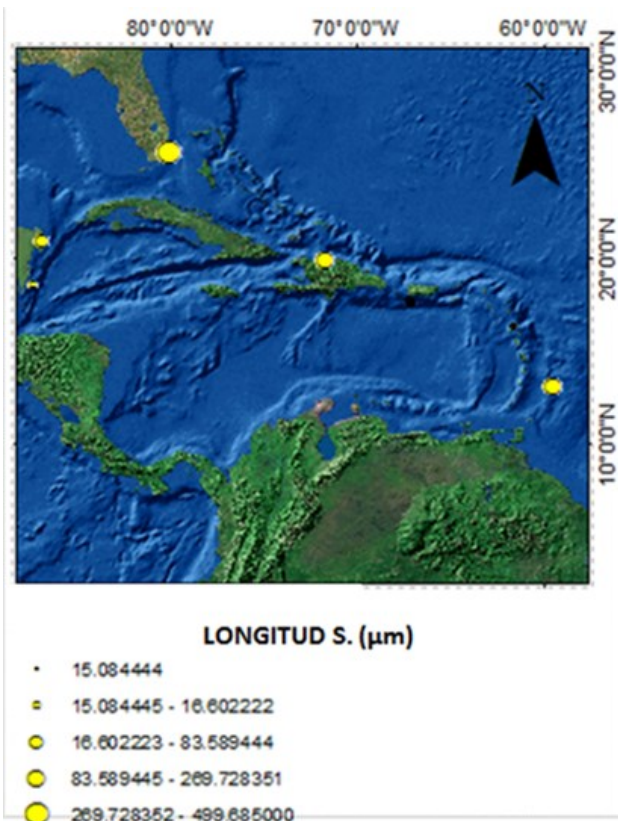 80°0'0"W 70°0'0"W 60°0'0"W
30°0'0"N
N
20°0'0"N
10°0'0"N
LONGITUD S. (µm)
15.084444
15.084445 - 16.602222
16.602223 - 83.589444
83.589445 - 269.728351
269.728352 - 499.685000